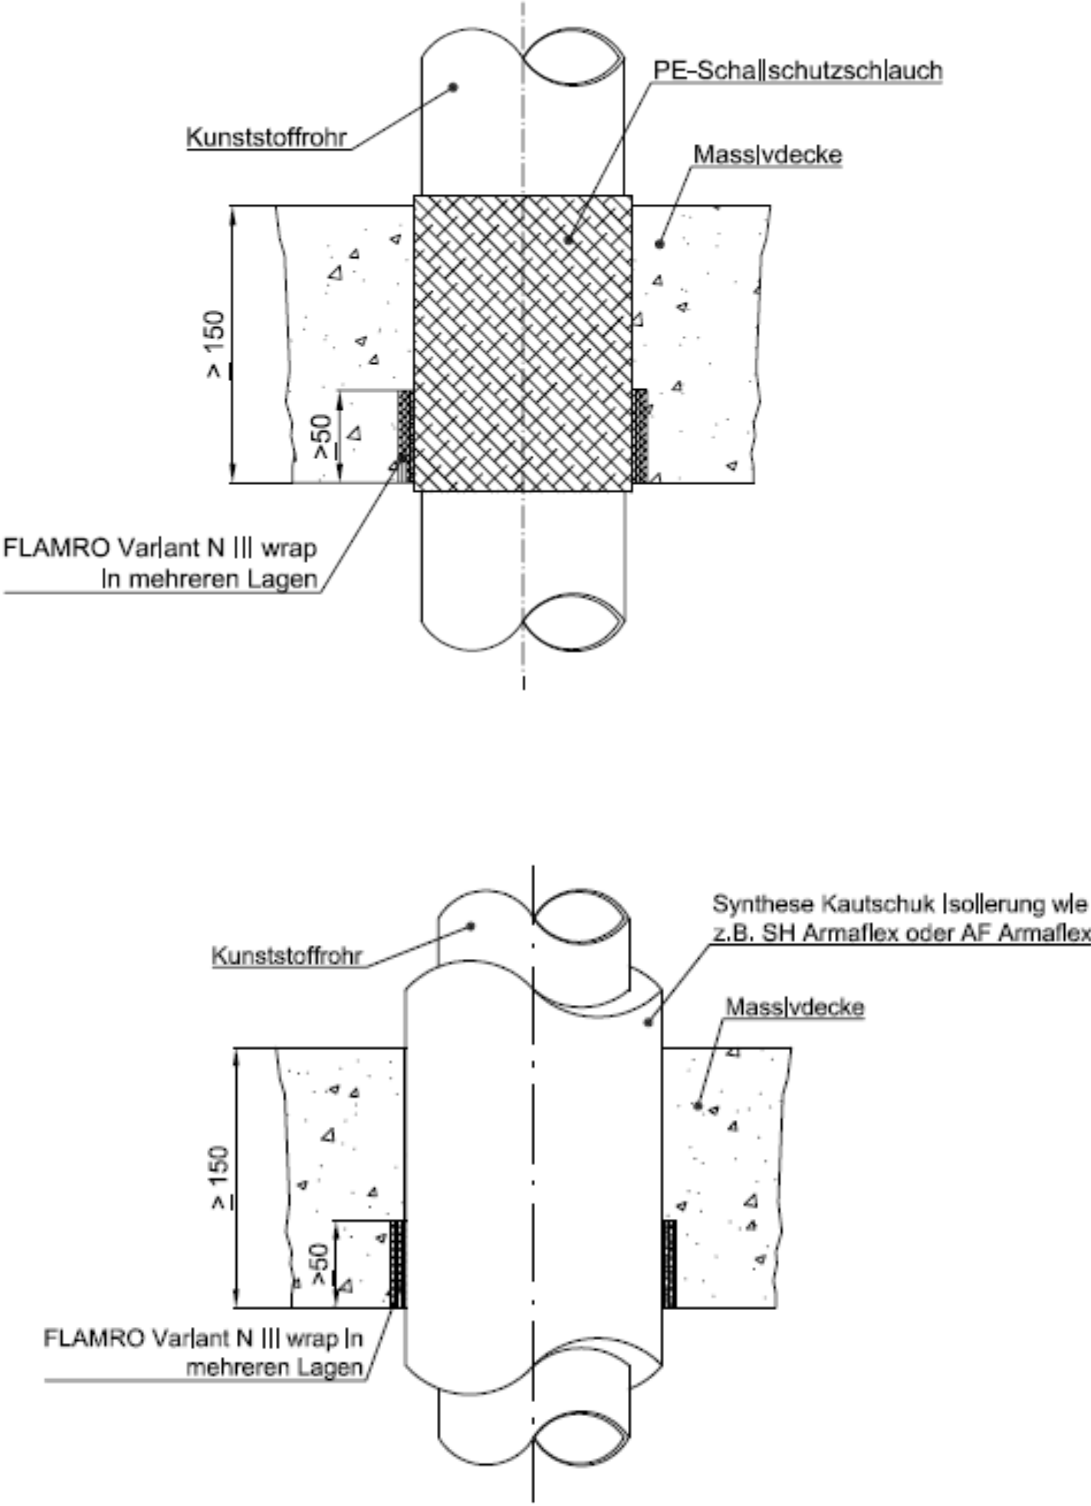 PE-Schallschutzschlauch
Kunststoffrohr
Massivdecke
≥ 150
≥50
FLAMRO Variant N III wrap
in mehreren Lagen
Synthese Kautschuk Isolierung wie
z.B. SH Armaflex oder AF Armaflex
Kunststoffrohr
Massivdecke
≥ 150
≥50
FLAMRO Variant N III wrap in
mehreren Lagen